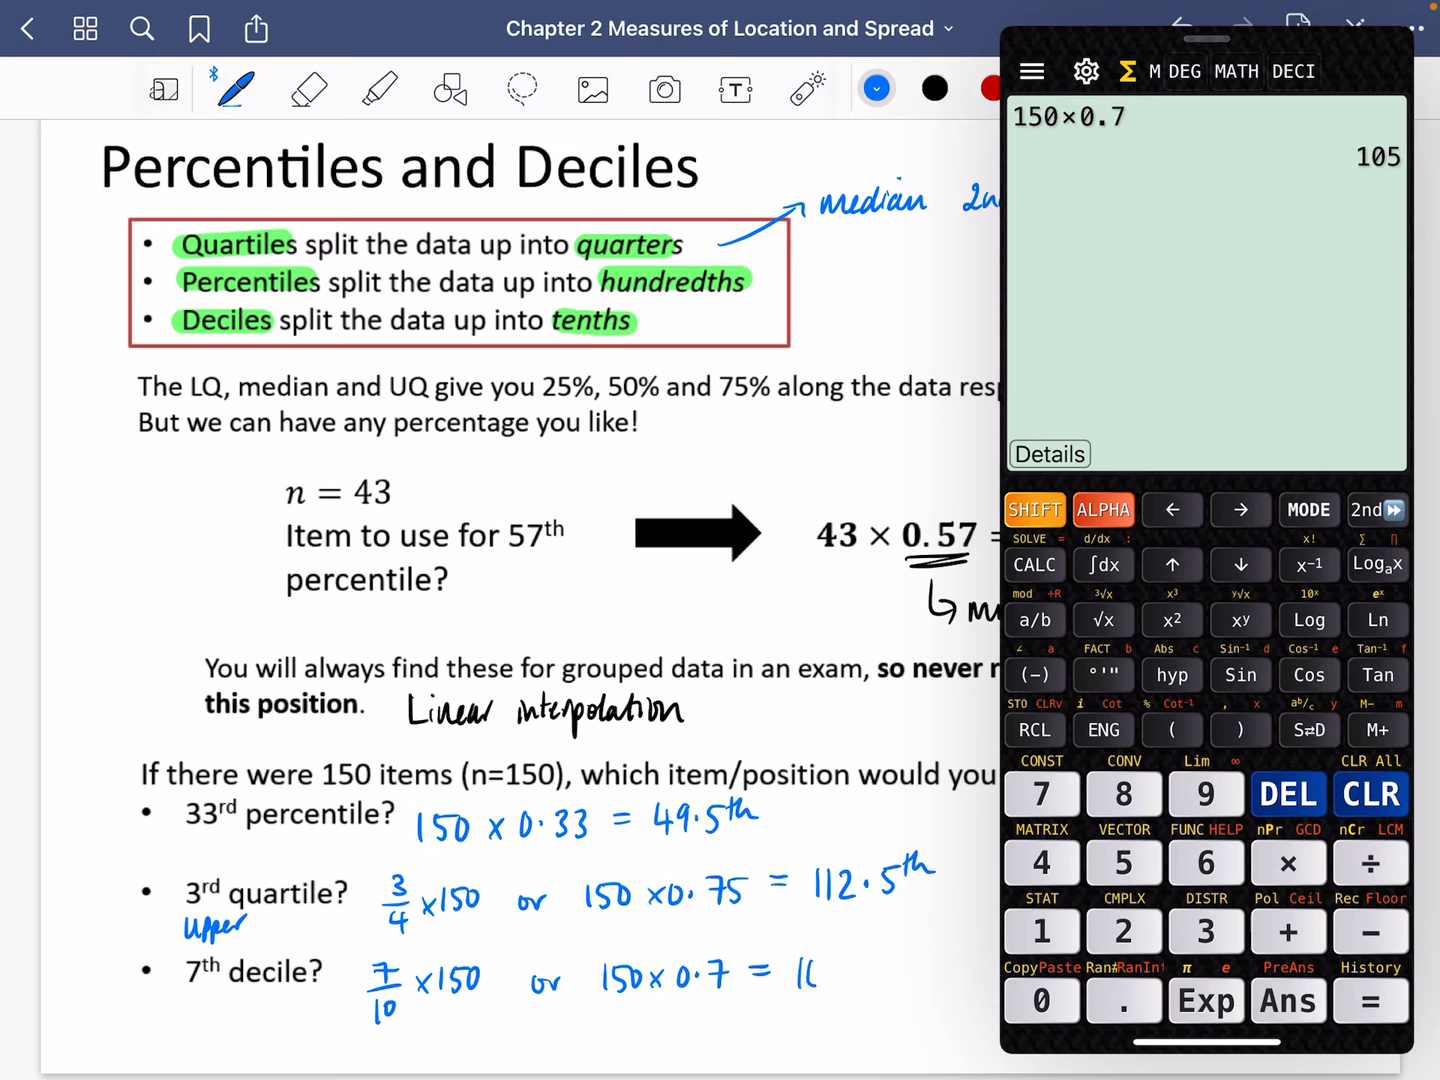 Chapter 2 Measures of Location and Spread
Percentiles and Deciles
• Quartiles split the data up into quarters
• Percentiles split the data up into hundredths
• Deciles split the data up into tenths
median
The LQ, median and UQ give you 25%, 50% and 75% along the data
But we can have any percentage you like!
n = 43
Item to use for 57th
percentile?
43 × 0.57 =
You will always find these for grouped data in an exam, so never
this position. Linear interpolation
If there were 150 items (n=150), which item/position would you
• 33rd percentile? 150 × 0.33 = 49.5th
• 3rd quartile? 3/4 × 150 or 150 × 0.75 = 112.5th
upper
• 7th decile? 7/10 × 150 or 150 × 0.7 =
M DEG MATH DECI
150×0.7
105
Details
SHIFT ALPHA ← → MODE 2nd
SOLVE = d/dx : x! ∑ ∏
CALC ∫dx ↑ ↓ x⁻¹ Logₐx
mod ÷R ³√x x³ ʸ√x 10ˣ eˣ
a/b √x x² xʸ Log Ln
∠ a FACT b Abs c Sin⁻¹ d Cos⁻¹ e Tan⁻¹ f
(−) °'" hyp Sin Cos Tan
STO CLRv i Cot % Cot⁻¹ , x aᵇ/c y M− m
RCL ENG ( ) S⇄D M+
CONST CONV Lim ∞ CLR All
7 8 9 DEL CLR
MATRIX VECTOR FUNC HELP nPr GCD nCr LCM
4 5 6 × ÷
STAT CMPLX DISTR Pol Ceil Rec Floor
1 2 3 + −
Copy Paste Ran# RanInt π e PreAns History
0 . Exp Ans =